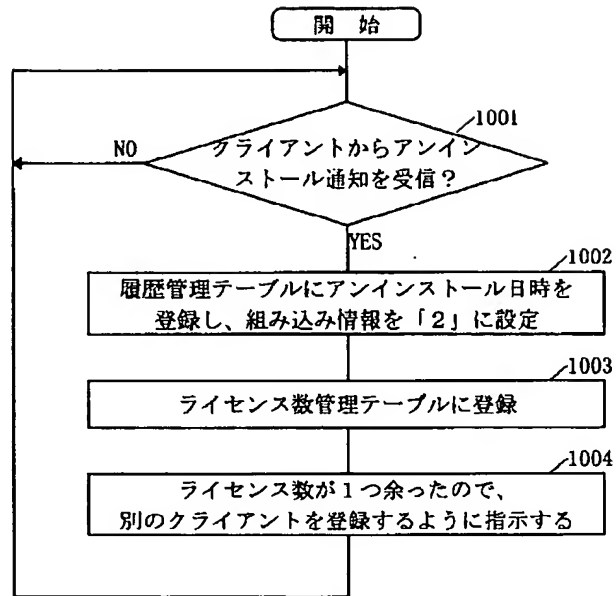 開 始
1001
クライアントからアンイン
ストール通知を受信？
NO
YES
1002
履歴管理テーブルにアンインストール日時を
登録し、組み込み情報を「２」に設定
1003
ライセンス数管理テーブルに登録
1004
ライセンス数が１つ余ったので、
別のクライアントを登録するように指示する